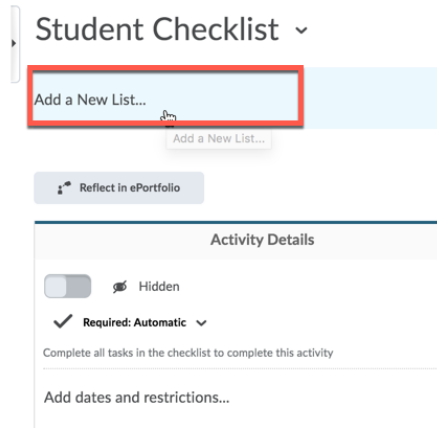 Student Checklist
Add a New List...
Add a New List...
Reflect in ePortfolio
Activity Details
Hidden
Required: Automatic
Complete all tasks in the checklist to complete this activity
Add dates and restrictions...